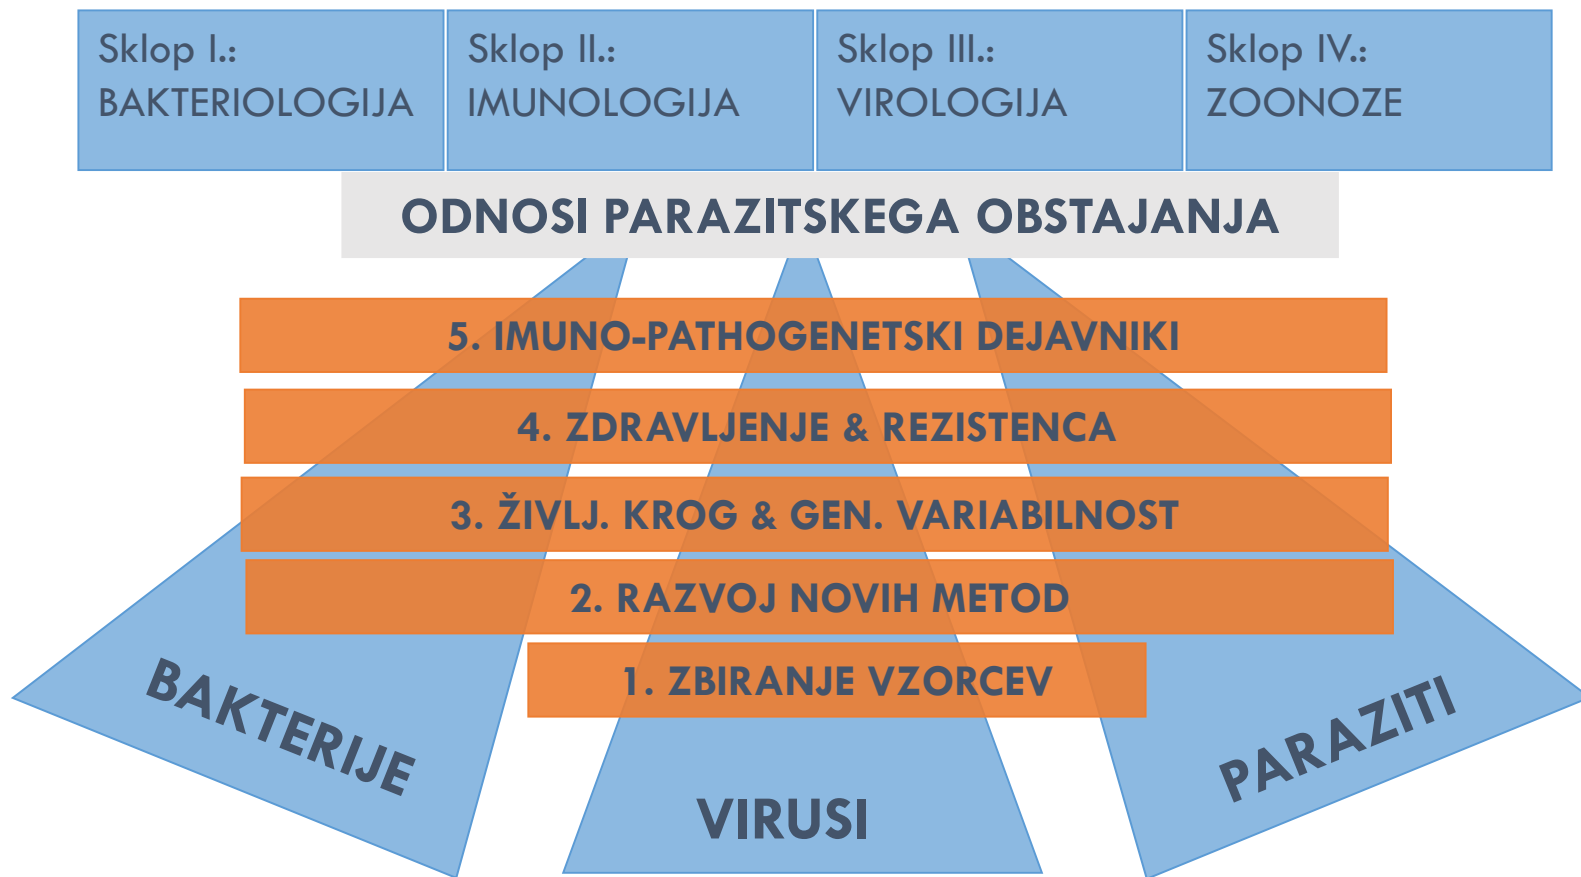 Sklop I.:
BAKTERIOLOGIJA
Sklop II.:
IMUNOLOGIJA
Sklop III.:
VIROLOGIJA
Sklop IV.:
ZOONOZE
ODNOSI PARAZITSKEGA OBSTAJANJA
5. IMUNO-PATHOGENETSKI DEJAVNIKI
4. ZDRAVLJENJE & REZISTENCA
3. ŽIVLJ. KROG & GEN. VARIABILNOST
2. RAZVOJ NOVIH METOD
1. ZBIRANJE VZORCEV
BAKTERIJE
VIRUSI
PARAZITI